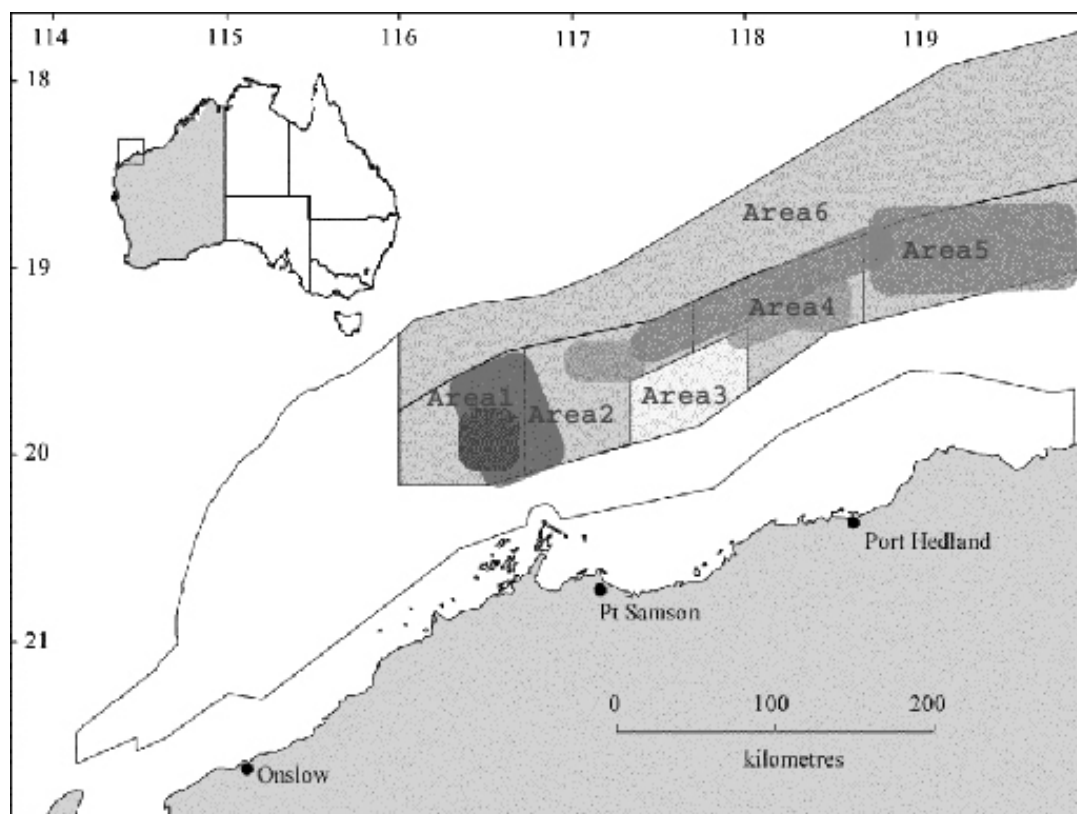 114 115 116 117 118 119
18
Area6
19
Area5
Area4
Area1
Area3
Area2
20
Port Hedland
Pt Samson
21
0 100 200
kilometres
Onslow